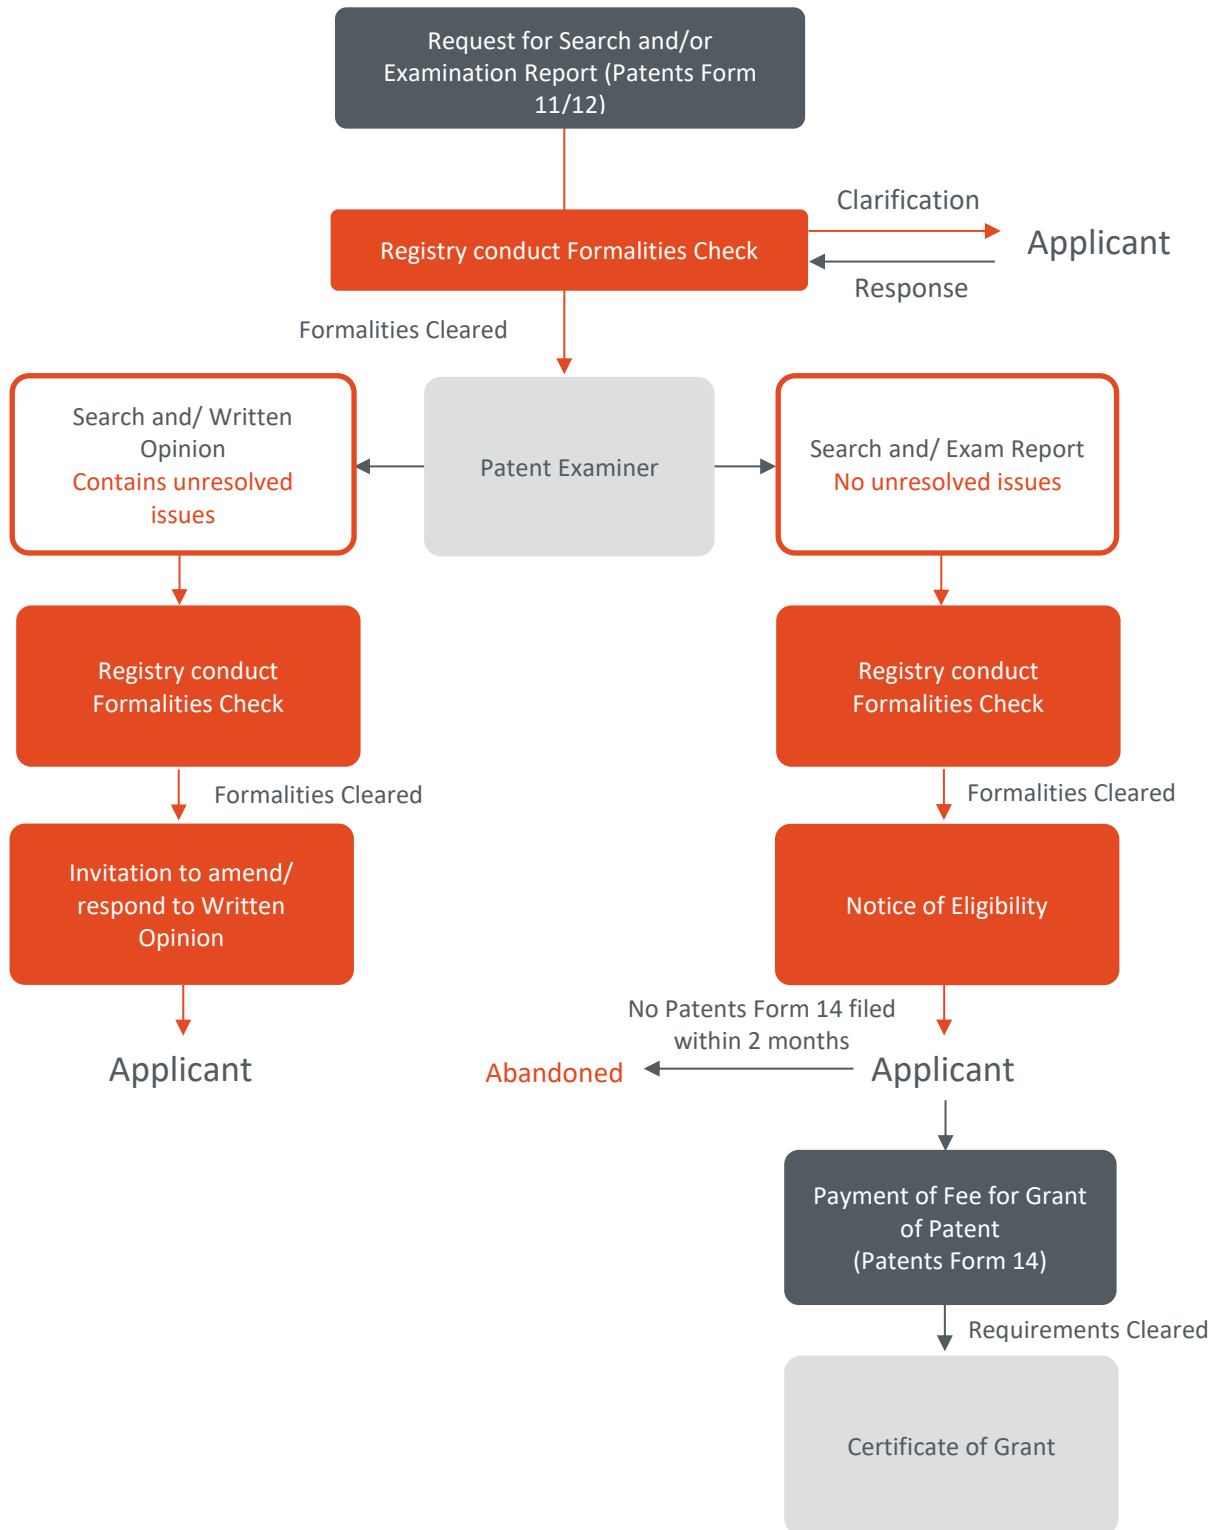 Request for Search and/or
Examination Report (Patents Form
11/12)
Clarification
Registry conduct Formalities Check
Applicant
Response
Formalities Cleared
Search and/ Written
Opinion
Contains unresolved
issues
Patent Examiner
Search and/ Exam Report
No unresolved issues
Registry conduct
Formalities Check
Registry conduct
Formalities Check
Formalities Cleared
Formalities Cleared
Invitation to amend/
respond to Written
Opinion
Notice of Eligibility
No Patents Form 14 filed
within 2 months
Applicant
Abandoned
Applicant
Payment of Fee for Grant
of Patent
(Patents Form 14)
Requirements Cleared
Certificate of Grant